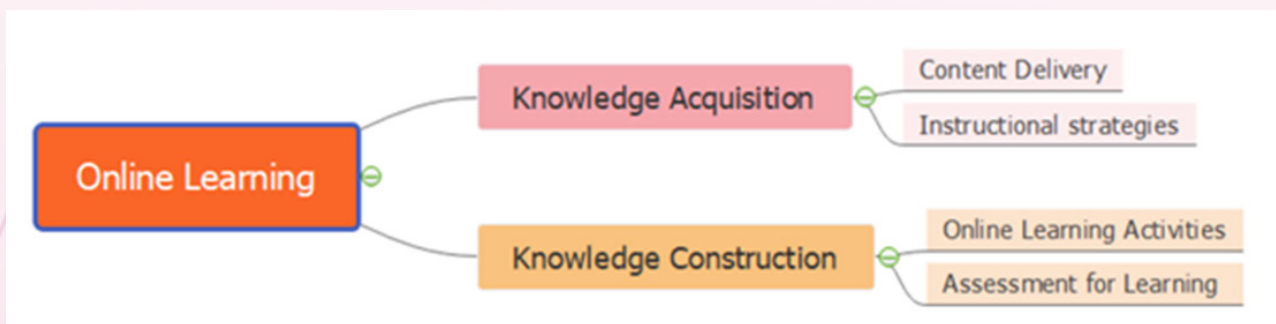 Online Learning
Knowledge Acquisition
Content Delivery
Instructional strategies
Knowledge Construction
Online Learning Activities
Assessment for Learning